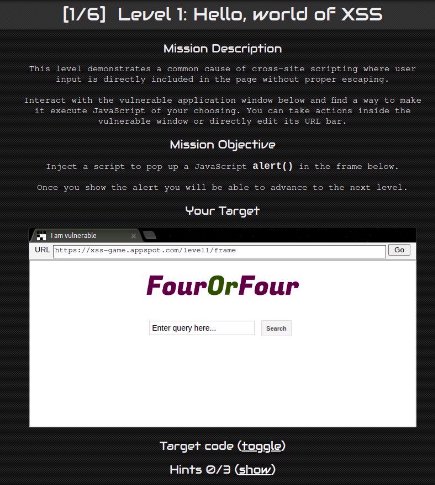 [1/6] Level 1: Hello, world of XSS
Mission Description
This level demonstrates a common cause of cross-site scripting where user
input is directly included in the page without proper escaping.
Interact with the vulnerable application window below and find a way to make
it execute JavaScript of your choosing. You can take actions inside the
vulnerable window or directly edit its URL bar.
Mission Objective
Inject a script to pop up a JavaScript alert() in the frame below.
Once you show the alert you will be able to advance to the next level.
Your Target
I am vulnerable
URL https://xss-game.appspot.com/level1/frame Go
FourOrFour
Enter query here... Search
Target code (toggle)
Hints 0/3 (show)